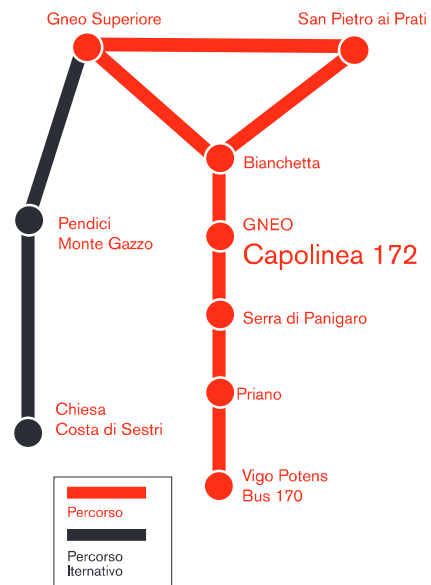 Gneo Superiore
San Pietro ai Prati
Bianchetta
Pendici
Monte Gazzo
GNEO
Capolinea 172
Serra di Panigaro
Priano
Chiesa
Costa di Sestri
Vigo Potens
Bus 170
Percorso
Percorso
Iternativo